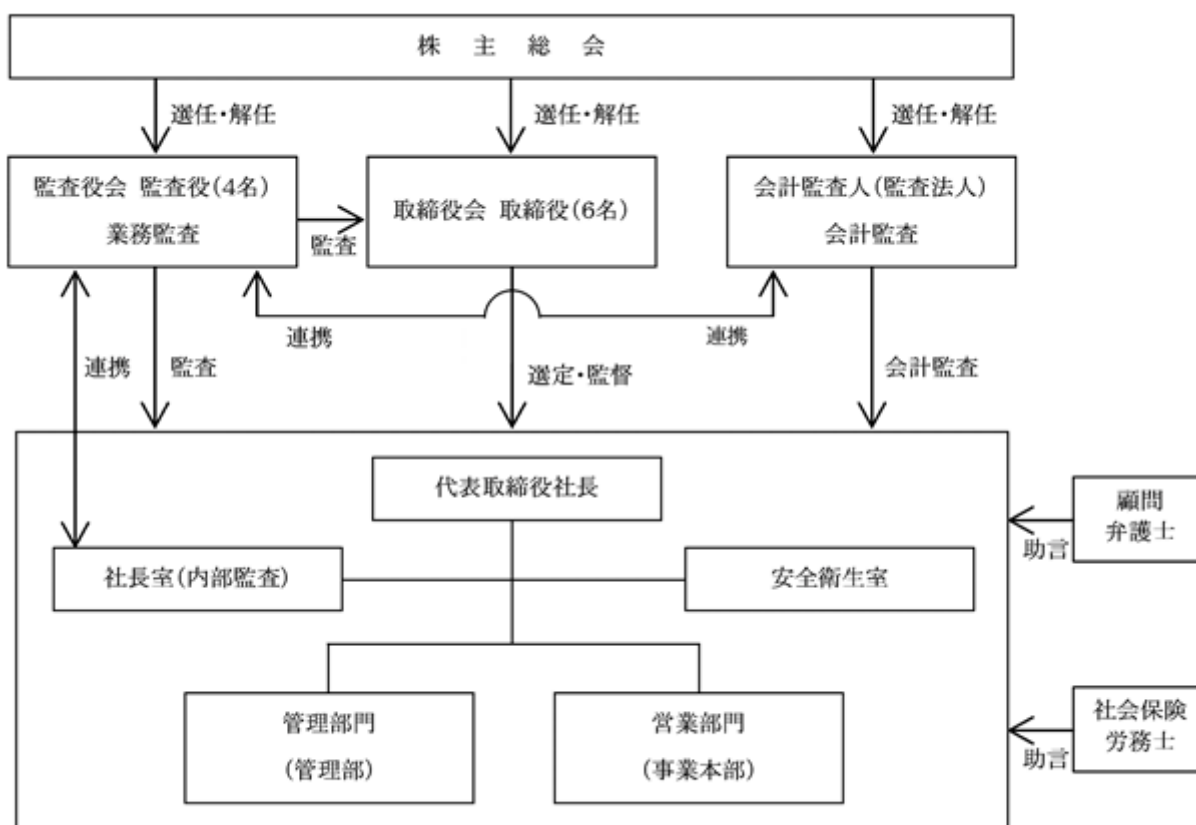 株 主 総 会
選任・解任
選任・解任
選任・解任
監査役会 監査役(4名)
業務監査
監査
取締役会 取締役(6名)
会計監査人(監査法人)
会計監査
連携
連携
連携
監査
選定・監督
会計監査
代表取締役社長
社長室(内部監査)
安全衛生室
管理部門
(管理部)
営業部門
(事業本部)
顧問
弁護士
助言
社会保険
労務士
助言